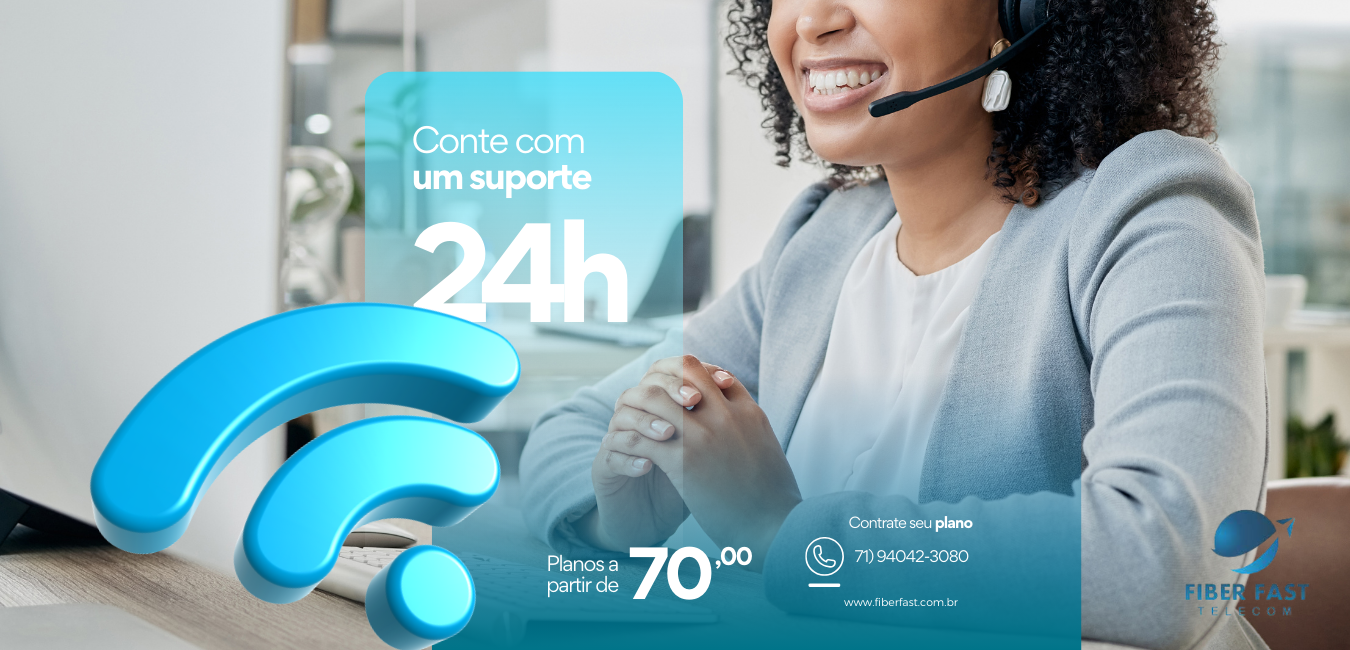 Conte com
um suporte
24h
Planos a
partir de
70,00
Contrate seu plano
71) 94042-3080
www.fiberfast.com.br
FIBER FAST
TELECOM